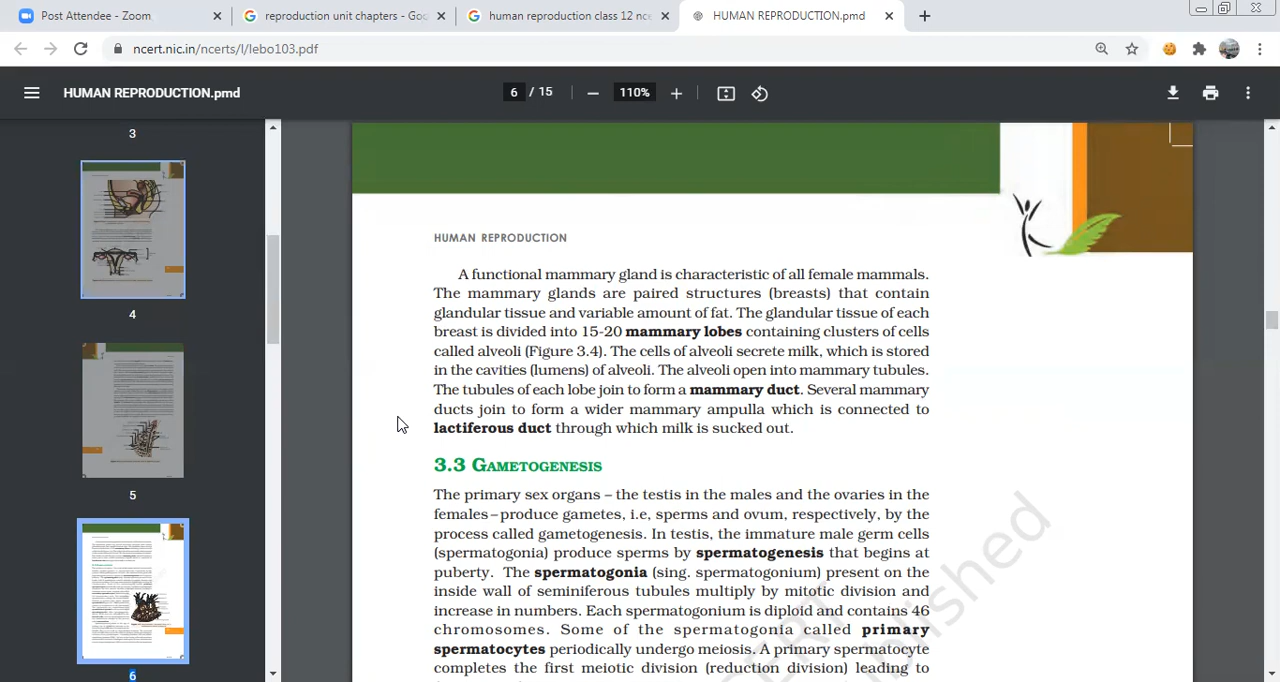 Post Attendee - Zoom
reproduction unit chapters - Goo
human reproduction class 12 nce
HUMAN REPRODUCTION.pmd
ncert.nic.in/ncerts/l/lebo103.pdf
HUMAN REPRODUCTION.pmd
6 / 15
110%
3
4
5
6
HUMAN REPRODUCTION
A functional mammary gland is characteristic of all female mammals.
The mammary glands are paired structures (breasts) that contain
glandular tissue and variable amount of fat. The glandular tissue of each
breast is divided into 15-20 mammary lobes containing clusters of cells
called alveoli (Figure 3.4). The cells of alveoli secrete milk, which is stored
in the cavities (lumens) of alveoli. The alveoli open into mammary tubules.
The tubules of each lobe join to form a mammary duct. Several mammary
ducts join to form a wider mammary ampulla which is connected to
lactiferous duct through which milk is sucked out.
3.3 GAMETOGENESIS
The primary sex organs – the testis in the males and the ovaries in the
females – produce gametes, i.e, sperms and ovum, respectively, by the
process called gametogenesis. In testis, the immature male germ cells
(spermatogonia) produce sperms by spermatogenesis that begins at
puberty. The spermatogonia (sing. spermatogonium) present on the
inside wall of seminiferous tubules multiply by mitotic division and
increase in numbers. Each spermatogonium is diploid and contains 46
chromosomes. Some of the spermatogonia called primary
spermatocytes periodically undergo meiosis. A primary spermatocyte
completes the first meiotic division (reduction division) leading to